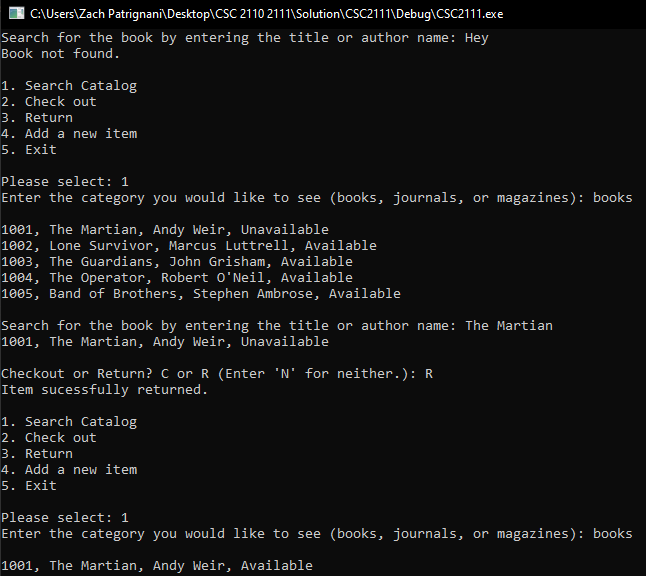 C:\Users\Zach Patrignani\Desktop\CSC 2110 2111\Solution\CSC2111\Debug\CSC2111.exe
Search for the book by entering the title or author name: Hey
Book not found.
1. Search Catalog
2. Check out
3. Return
4. Add a new item
5. Exit
Please select: 1
Enter the category you would like to see (books, journals, or magazines): books
1001, The Martian, Andy Weir, Unavailable
1002, Lone Survivor, Marcus Luttrell, Available
1003, The Guardians, John Grisham, Available
1004, The Operator, Robert O'Neil, Available
1005, Band of Brothers, Stephen Ambrose, Available
Search for the book by entering the title or author name: The Martian
1001, The Martian, Andy Weir, Unavailable
Checkout or Return? C or R (Enter 'N' for neither.): R
Item sucessfully returned.
1. Search Catalog
2. Check out
3. Return
4. Add a new item
5. Exit
Please select: 1
Enter the category you would like to see (books, journals, or magazines): books
1001, The Martian, Andy Weir, Available